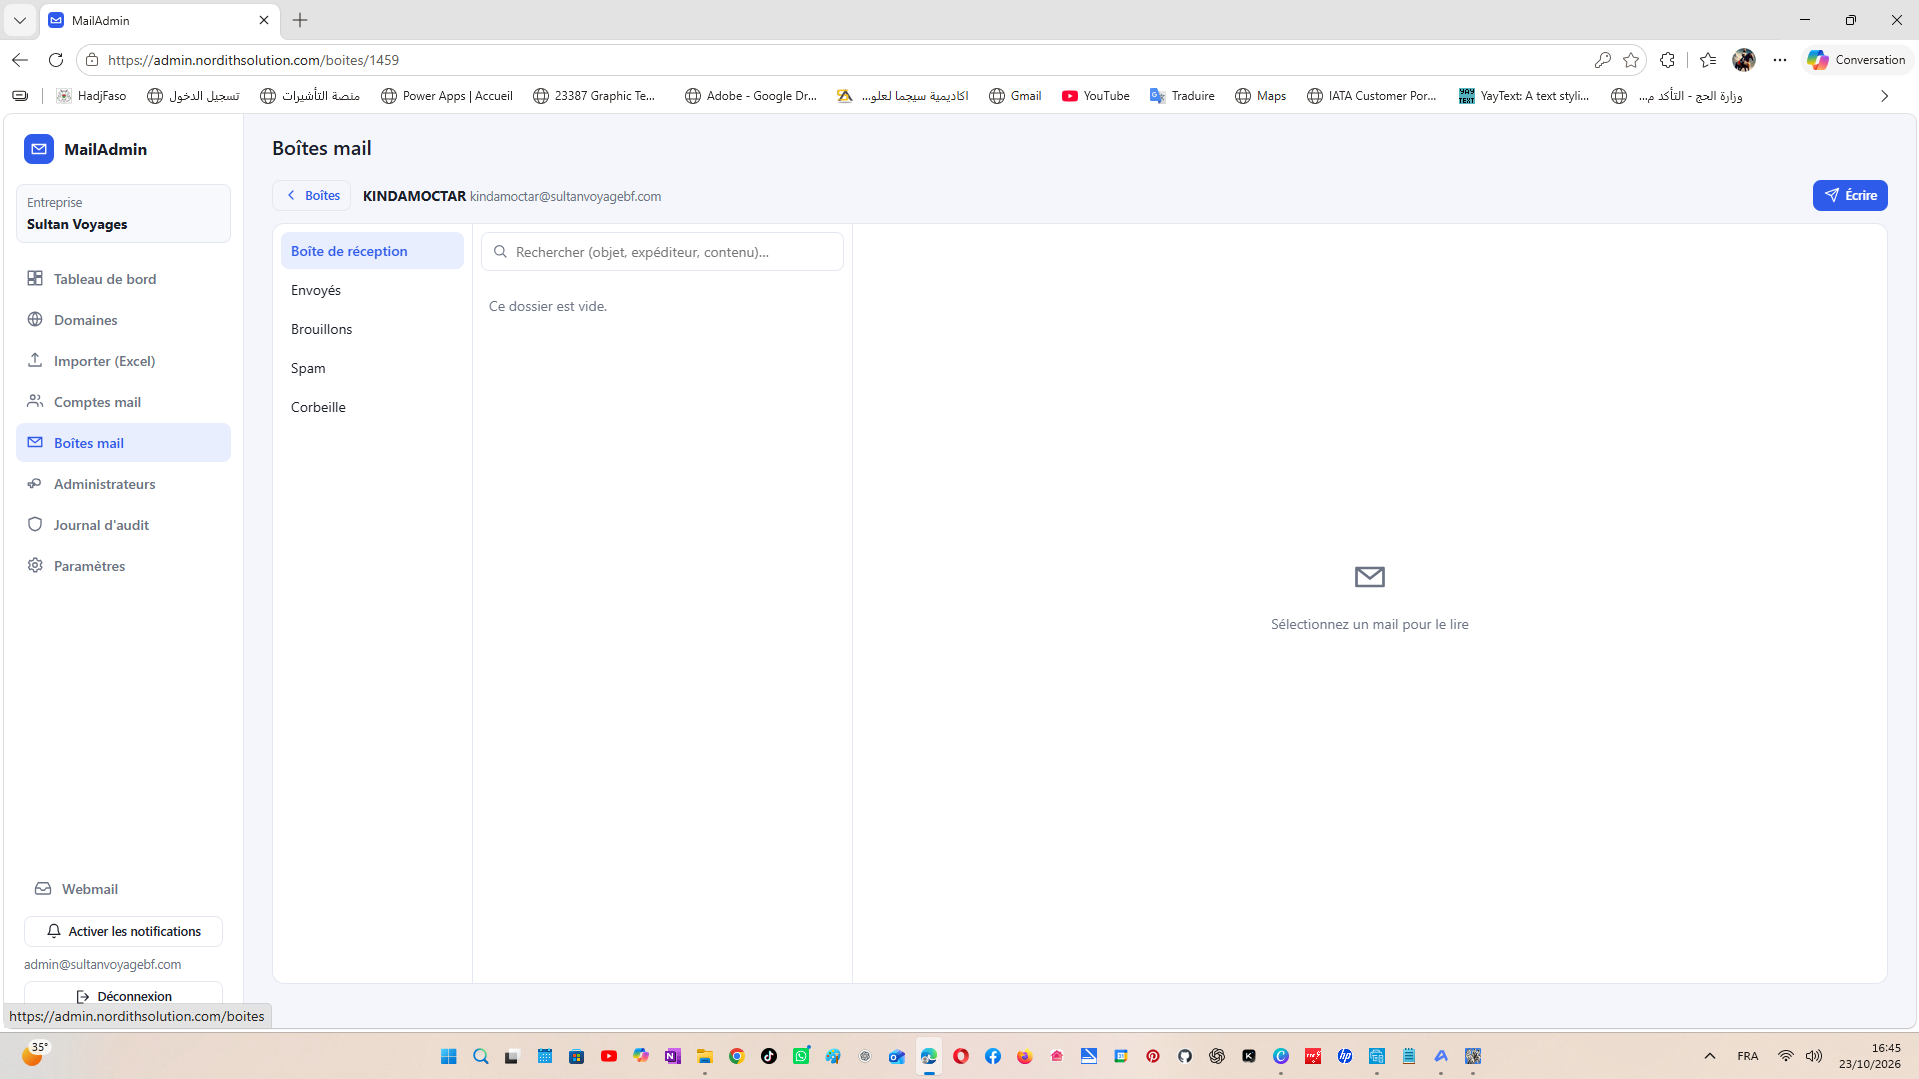 MailAdmin
https://admin.nordithsolution.com/boites/1459
Conversation
HadjFaso
تسجيل الدخول
منصة التأشيرات
Power Apps | Accueil
23387 Graphic Te...
Adobe - Google Dr...
اكاديمية سيجما لعلو...
Gmail
YouTube
Traduire
Maps
IATA Customer Por...
YayText: A text styli...
وزارة الحج - التأكد م...
MailAdmin
Entreprise
Sultan Voyages
Tableau de bord
Domaines
Importer (Excel)
Comptes mail
Boîtes mail
Administrateurs
Journal d'audit
Paramètres
Webmail
Activer les notifications
admin@sultanvoyagebf.com
Déconnexion
https://admin.nordithsolution.com/boites
Boîtes mail
Boîtes
KINDAMOCTAR kindamoctar@sultanvoyagebf.com
Écrire
Boîte de réception
Envoyés
Brouillons
Spam
Corbeille
Rechercher (objet, expéditeur, contenu)...
Ce dossier est vide.
Sélectionnez un mail pour le lire
35°
FRA
16:45
23/10/2026